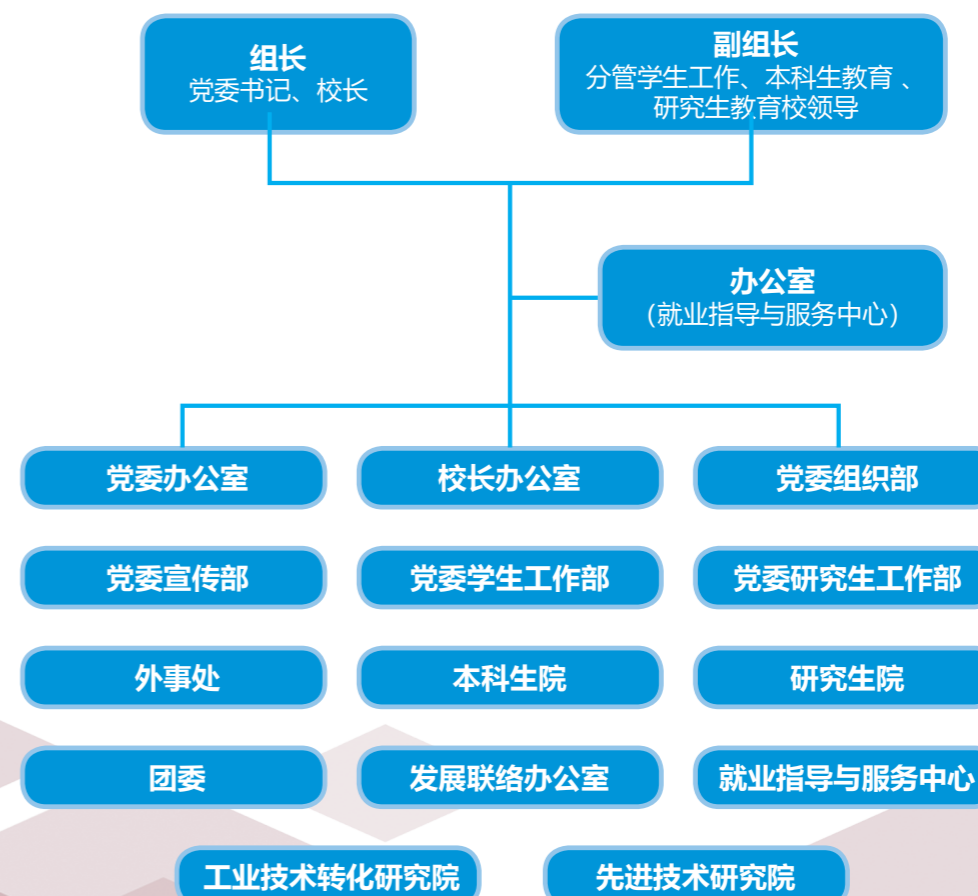 组长
党委书记、校长
副组长
分管学生工作、本科生教育 、
研究生教育校领导
办公室
（就业指导与服务中心）
党委办公室
校长办公室
党委组织部
党委宣传部
党委学生工作部
党委研究生工作部
外事处
本科生院
研究生院
团委
发展联络办公室
就业指导与服务中心
工业技术转化研究院
先进技术研究院